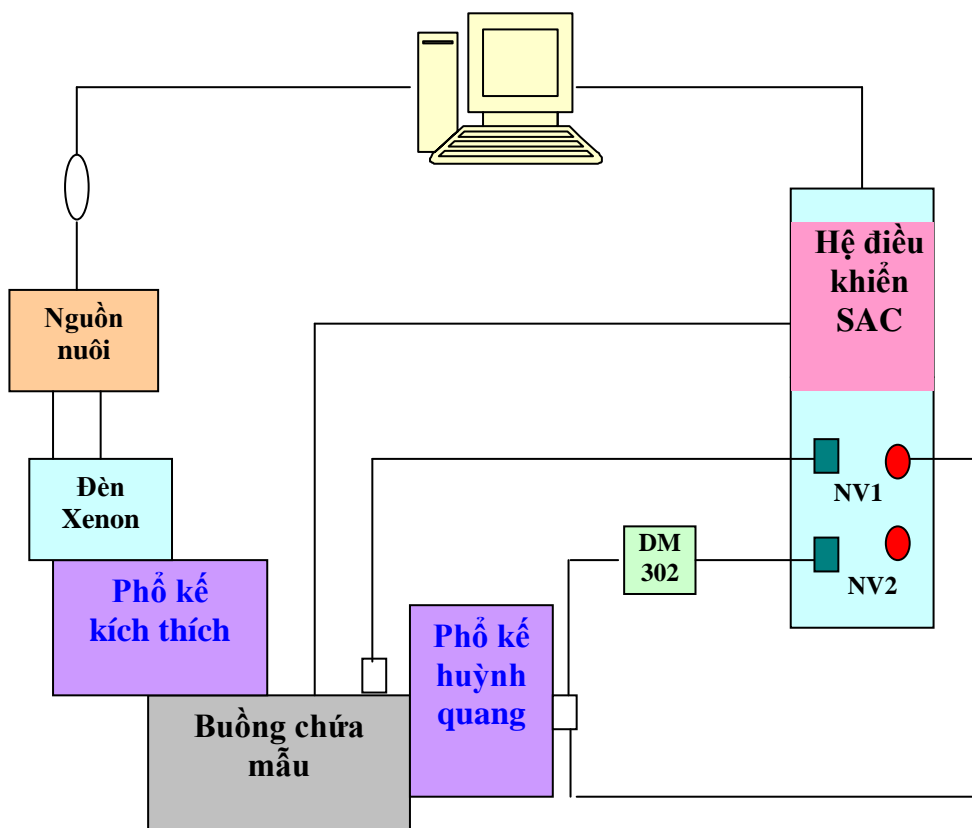 Hệ điều
khiển
SAC
Nguồn
nuôi
Đèn
Xenon
NV1
DM
302
NV2
Phổ kế
kích thích
Phổ kế
huỳnh
quang
Buồng chứa
mẫu